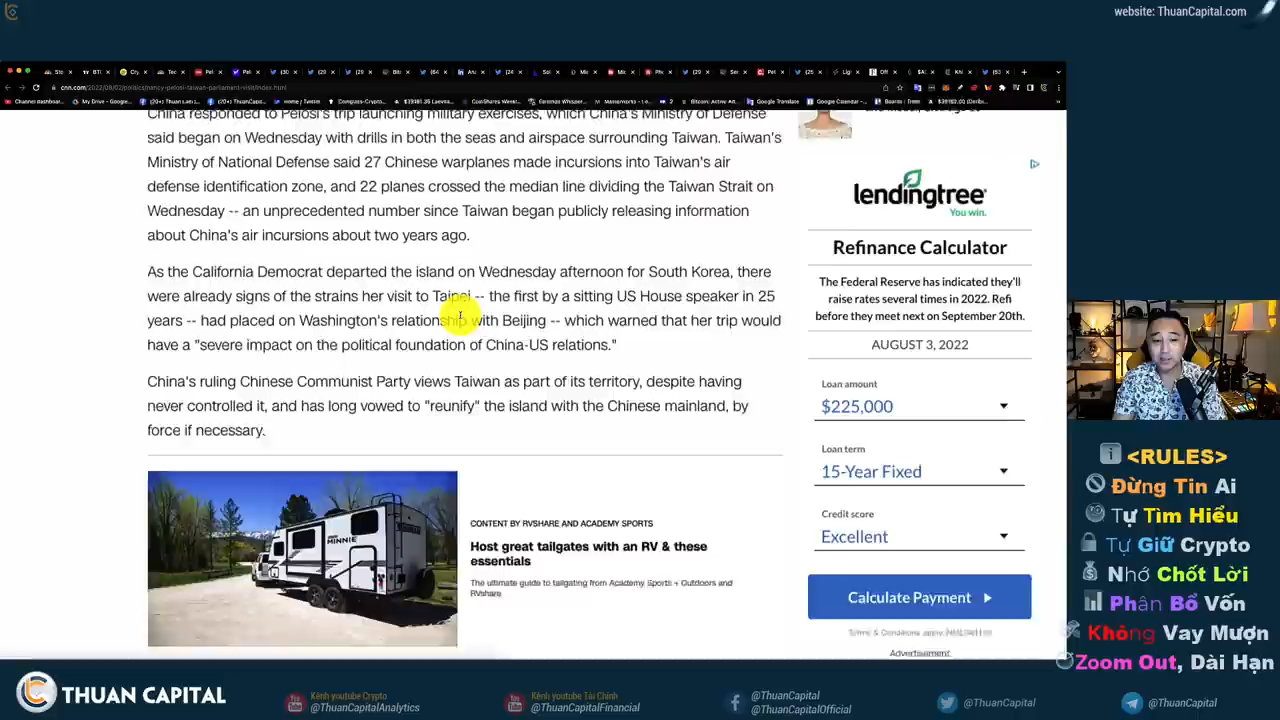 website: ThuanCapital.com
China responded to Pelosi's trip launching military exercises, which China's Ministry of Defense
said began on Wednesday with drills in both the seas and airspace surrounding Taiwan. Taiwan's
Ministry of National Defense said 27 Chinese warplanes made incursions into Taiwan's air
defense identification zone, and 22 planes crossed the median line dividing the Taiwan Strait on
Wednesday -- an unprecedented number since Taiwan began publicly releasing information
about China's air incursions about two years ago.
As the California Democrat departed the island on Wednesday afternoon for South Korea, there
were already signs of the strains her visit to Taipei -- the first by a sitting US House speaker in 25
years -- had placed on Washington's relationship with Beijing -- which warned that her trip would
have a "severe impact on the political foundation of China-US relations."
China's ruling Chinese Communist Party views Taiwan as part of its territory, despite having
never controlled it, and has long vowed to "reunify" the island with the Chinese mainland, by
force if necessary.
MINNIE
CONTENT BY RVSHARE AND ACADEMY SPORTS
Host great tailgates with an RV & these
essentials
The ultimate guide to tailgating from Academy Sports + Outdoors and
RVshare
lendingtree
You win.
Refinance Calculator
The Federal Reserve has indicated they'll
raise rates several times in 2022. Refi
before they meet next on September 20th.
AUGUST 3, 2022
Loan amount
$225,000
Loan term
15-Year Fixed
Credit score
Excellent
Calculate Payment
Advertisement
<RULES>
Đừng Tin Ai
Tự Tìm Hiểu
Tự Giữ Crypto
Nhớ Chốt Lời
Phân Bổ Vốn
Không Vay Mượn
Zoom Out, Dài Hạn
THUAN CAPITAL
Kênh youtube Crypto
@ThuanCapitalAnalytics
Kênh youtube Tài Chính
@ThuanCapitalFinancial
@ThuanCapital
@ThuanCapitalOfficial
@ThuanCapital
@ThuanCapital